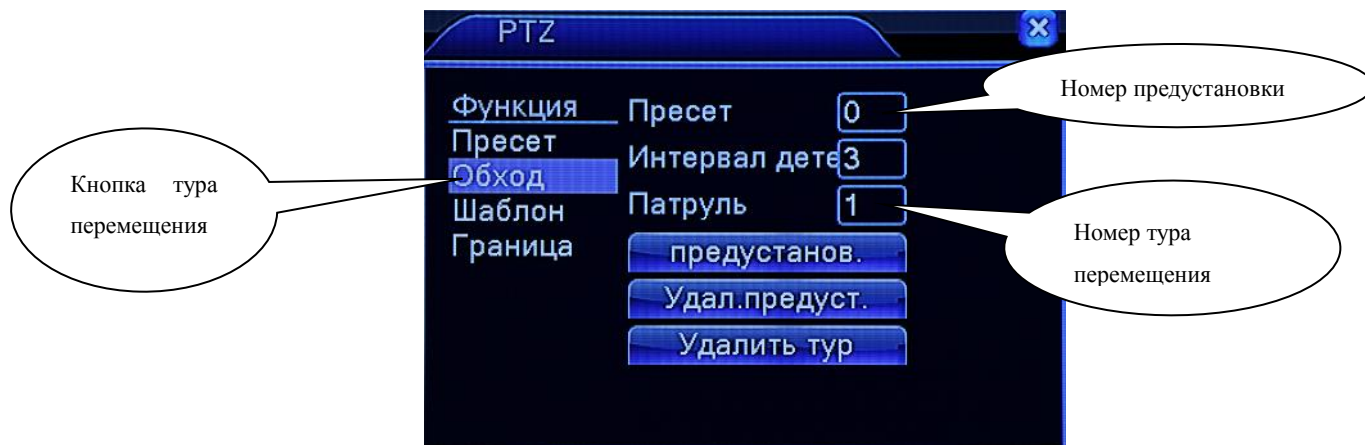 PTZ
Номер предустановки
Функция
Пресет 0
Пресет
Интервал дете 3
Обход
Кнопка тура
перемещения
Патруль 1
Шаблон
Номер тура
перемещения
Граница
предустанов.
Удал.предуст.
Удалить тур